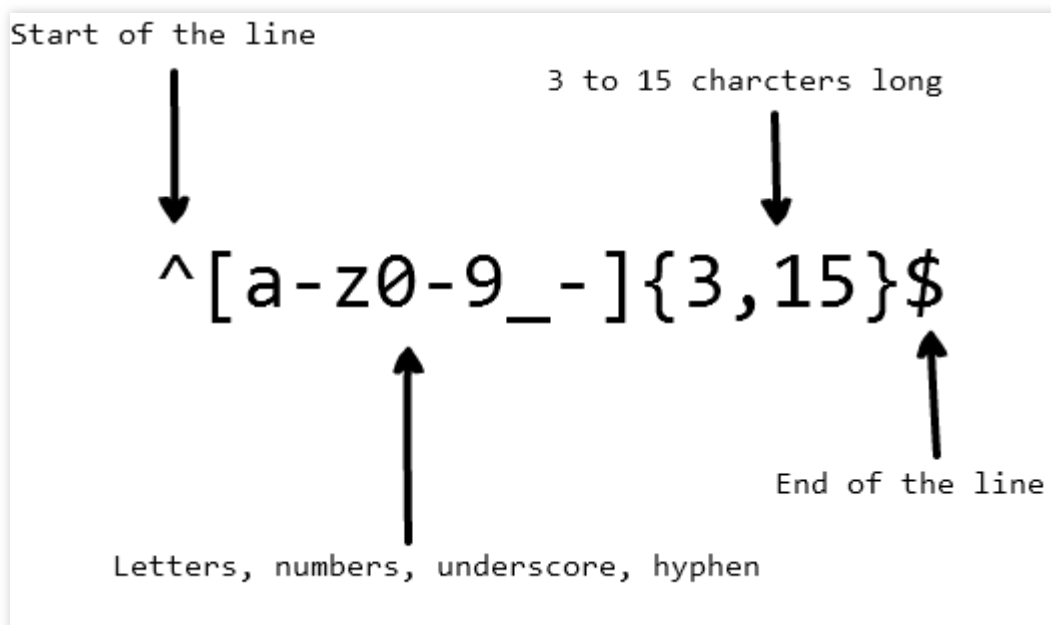 Start of the line
3 to 15 charcters long
^[a-z0-9_-]{3,15}$
End of the line
Letters, numbers, underscore, hyphen